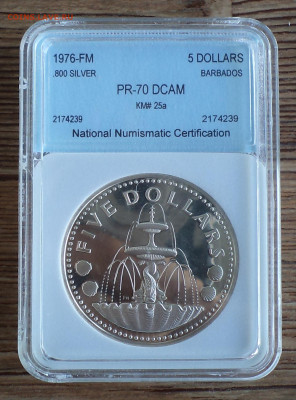 1976-FM 5 DOLLARS
.800 SILVER BARBADOS
PR-70 DCAM
KM# 25a
2174239 2174239
National Numismatic Certification
FIVE DOLLARS